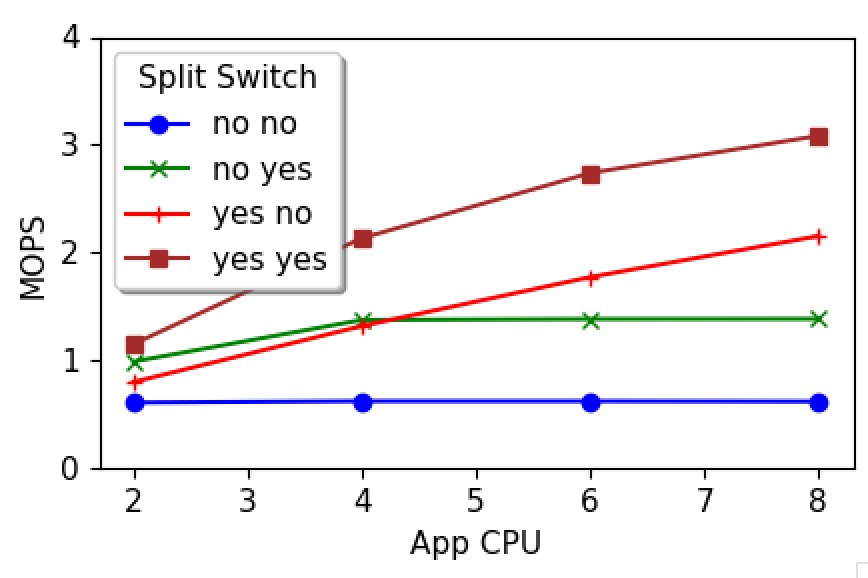 4
3
2
1
0
MOPS
Split Switch
no no
no yes
yes no
yes yes
2 3 4 5 6 7 8
App CPU